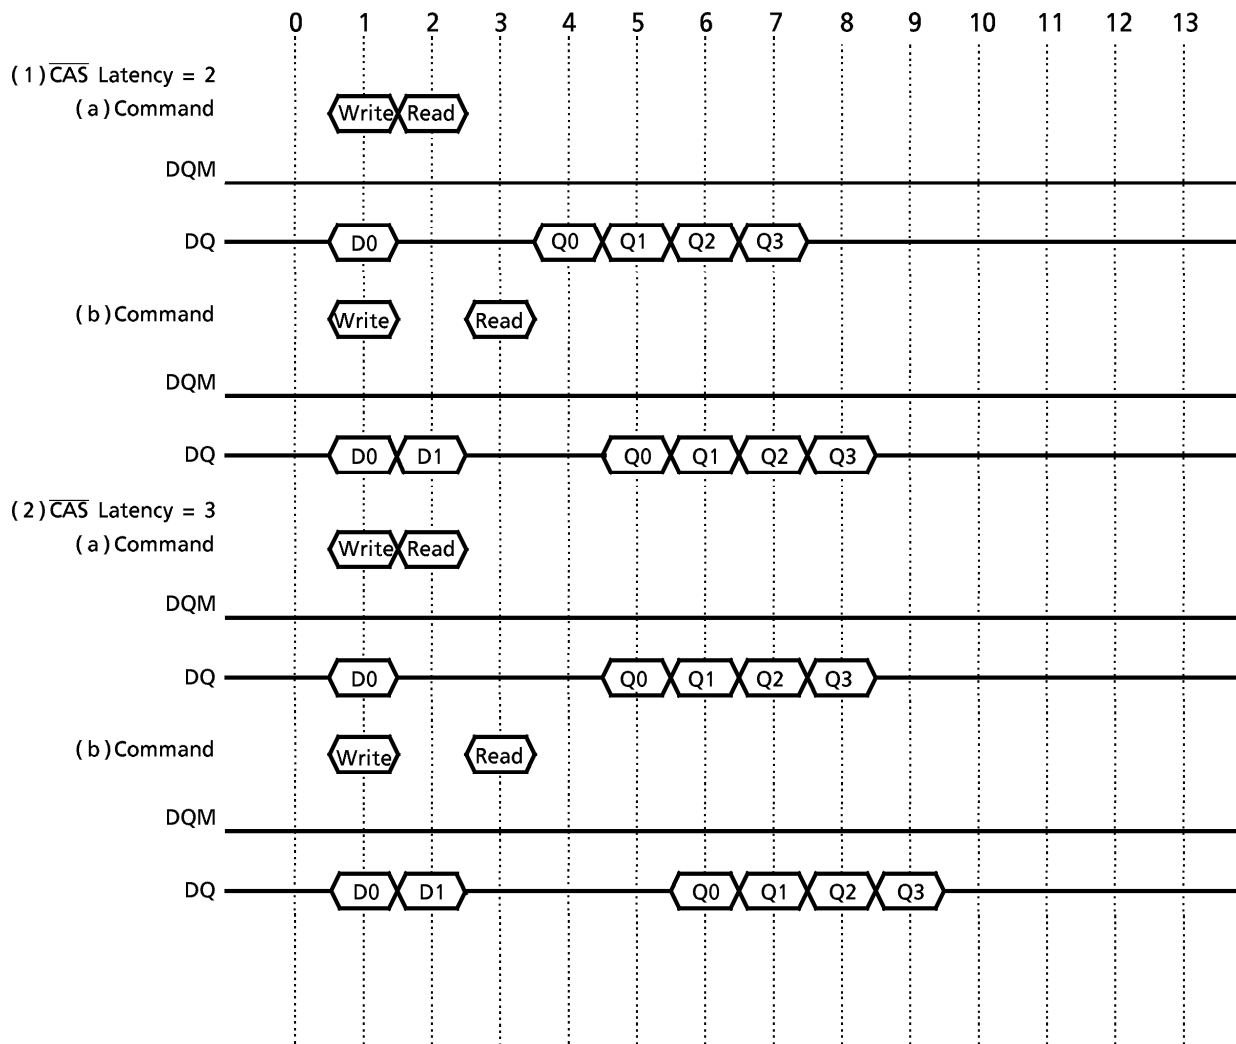 0 1 2 3 4 5 6 7 8 9 10 11 12 13
(1) C̅A̅S̅ Latency = 2
(a) Command Write Read
DQM
DQ D0 Q0 Q1 Q2 Q3
(b) Command Write Read
DQM
DQ D0 D1 Q0 Q1 Q2 Q3
(2) C̅A̅S̅ Latency = 3
(a) Command Write Read
DQM
DQ D0 Q0 Q1 Q2 Q3
(b) Command Write Read
DQM
DQ D0 D1 Q0 Q1 Q2 Q3